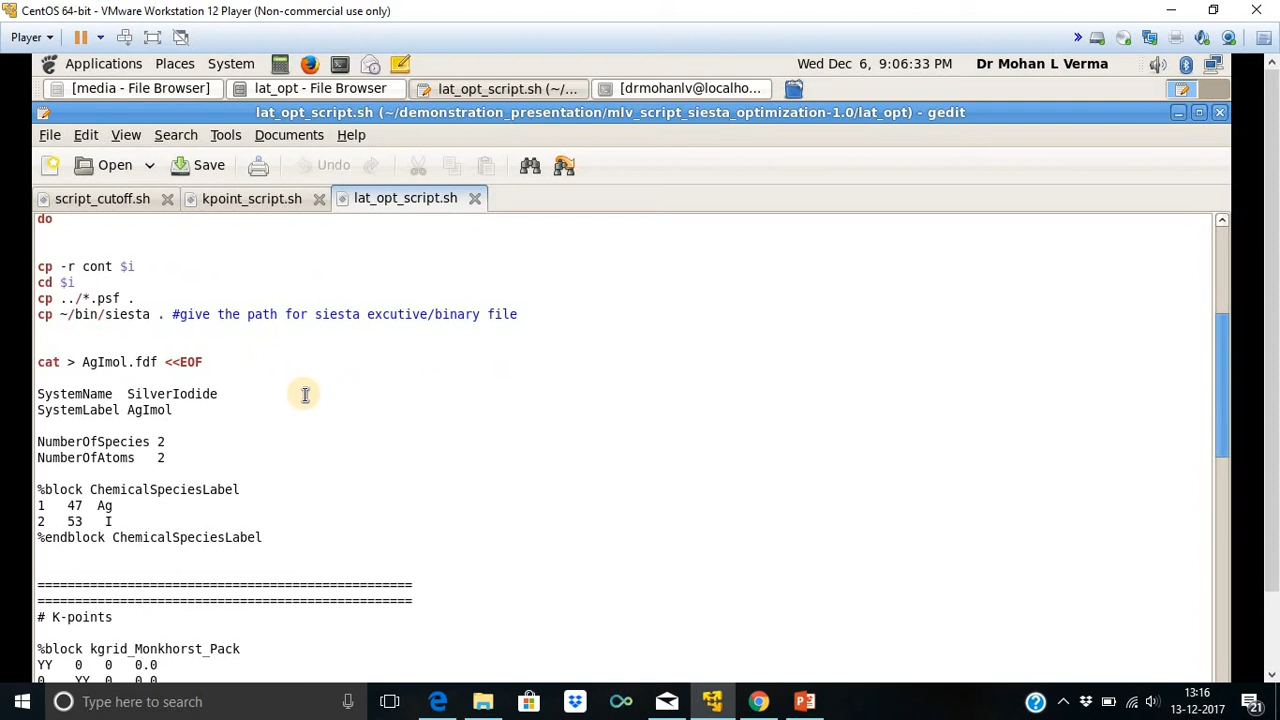 CentOS 64-bit - VMware Workstation 12 Player (Non-commercial use only)
Player
Applications Places System Wed Dec 6, 9:06:33 PM Dr Mohan L Verma
[media - File Browser] lat_opt - File Browser lat_opt_script.sh (~/... [drmohanlv@localho...
lat_opt_script.sh (~/demonstration_presentation/mlv_script_siesta_optimization-1.0/lat_opt) - gedit
File Edit View Search Tools Documents Help
Open Save Undo
script_cutoff.sh kpoint_script.sh lat_opt_script.sh
do
cp -r cont $i
cd $i
cp ../*.psf .
cp ~/bin/siesta . #give the path for siesta excutive/binary file
cat > AgImol.fdf <<EOF
SystemName SilverIodide
SystemLabel AgImol
NumberOfSpecies 2
NumberOfAtoms 2
%block ChemicalSpeciesLabel
1 47 Ag
2 53 I
%endblock ChemicalSpeciesLabel
==================================================
==================================================
# K-points
%block kgrid_Monkhorst_Pack
YY 0 0 0.0
0 YY 0 0.0
Type here to search
13:16
13-12-2017
21